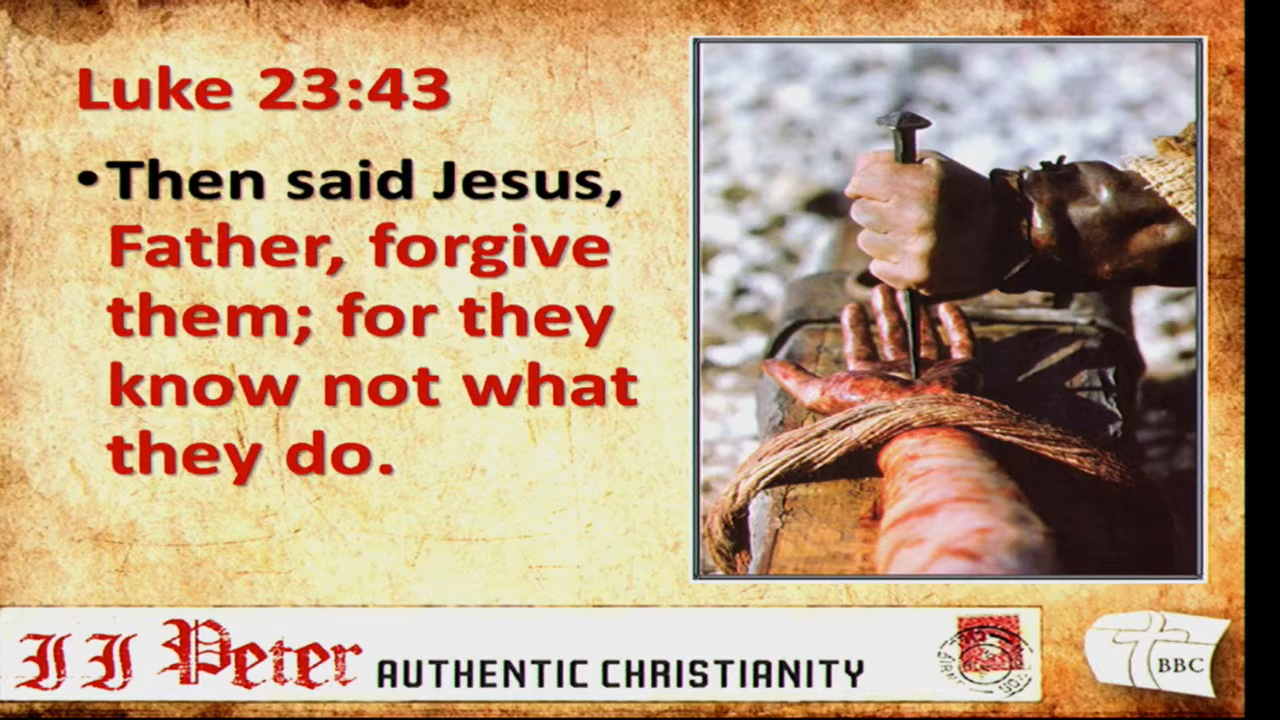 Luke 23:43
•Then said Jesus,
Father, forgive
them; for they
know not what
they do.
II Peter AUTHENTIC CHRISTIANITY
BBC